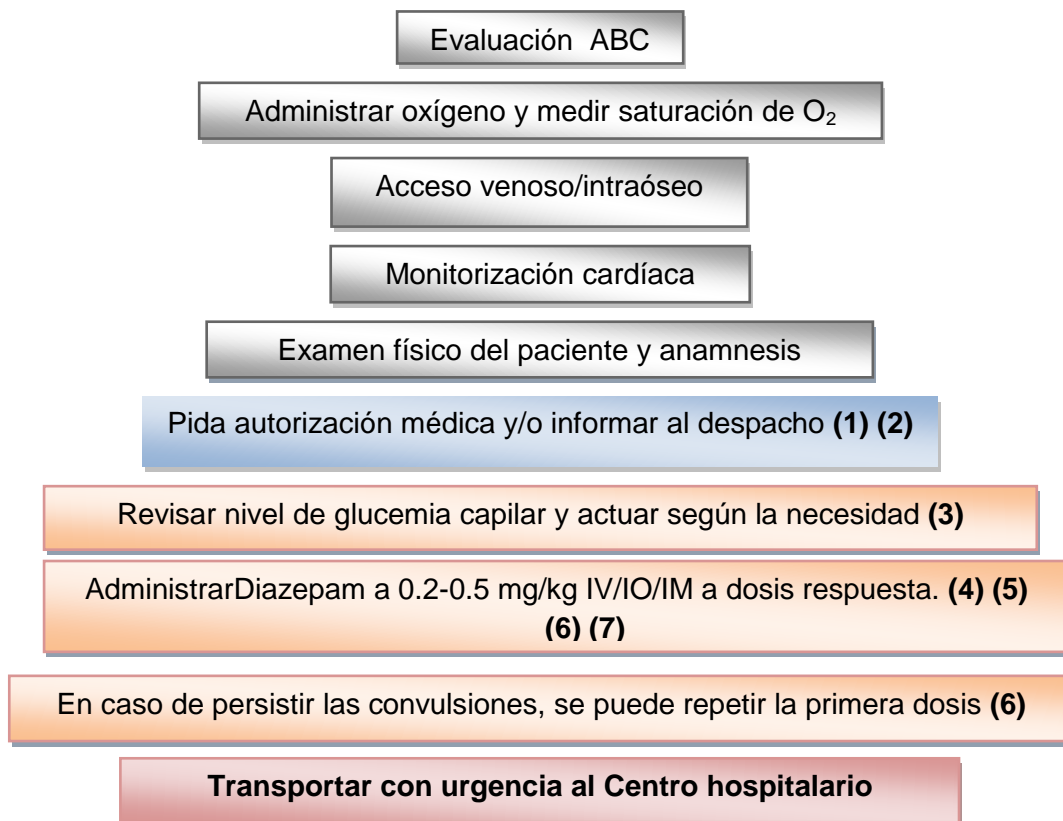 Evaluación ABC
Administrar oxígeno y medir saturación de O₂
Acceso venoso/intraóseo
Monitorización cardíaca
Examen físico del paciente y anamnesis
Pida autorización médica y/o informar al despacho (1) (2)
Revisar nivel de glucemia capilar y actuar según la necesidad (3)
AdministrarDiazepam a 0.2-0.5 mg/kg IV/IO/IM a dosis respuesta. (4) (5)
(6) (7)
En caso de persistir las convulsiones, se puede repetir la primera dosis (6)
Transportar con urgencia al Centro hospitalario